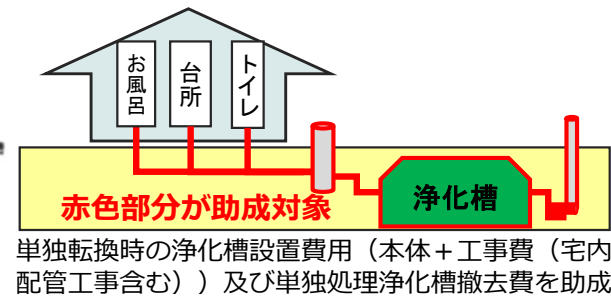 お風呂
台所
トイレ
赤色部分が助成対象
浄化槽
単独転換時の浄化槽設置費用(本体+工事費(宅内
配管工事含む))及び単独処理浄化槽撤去費を助成